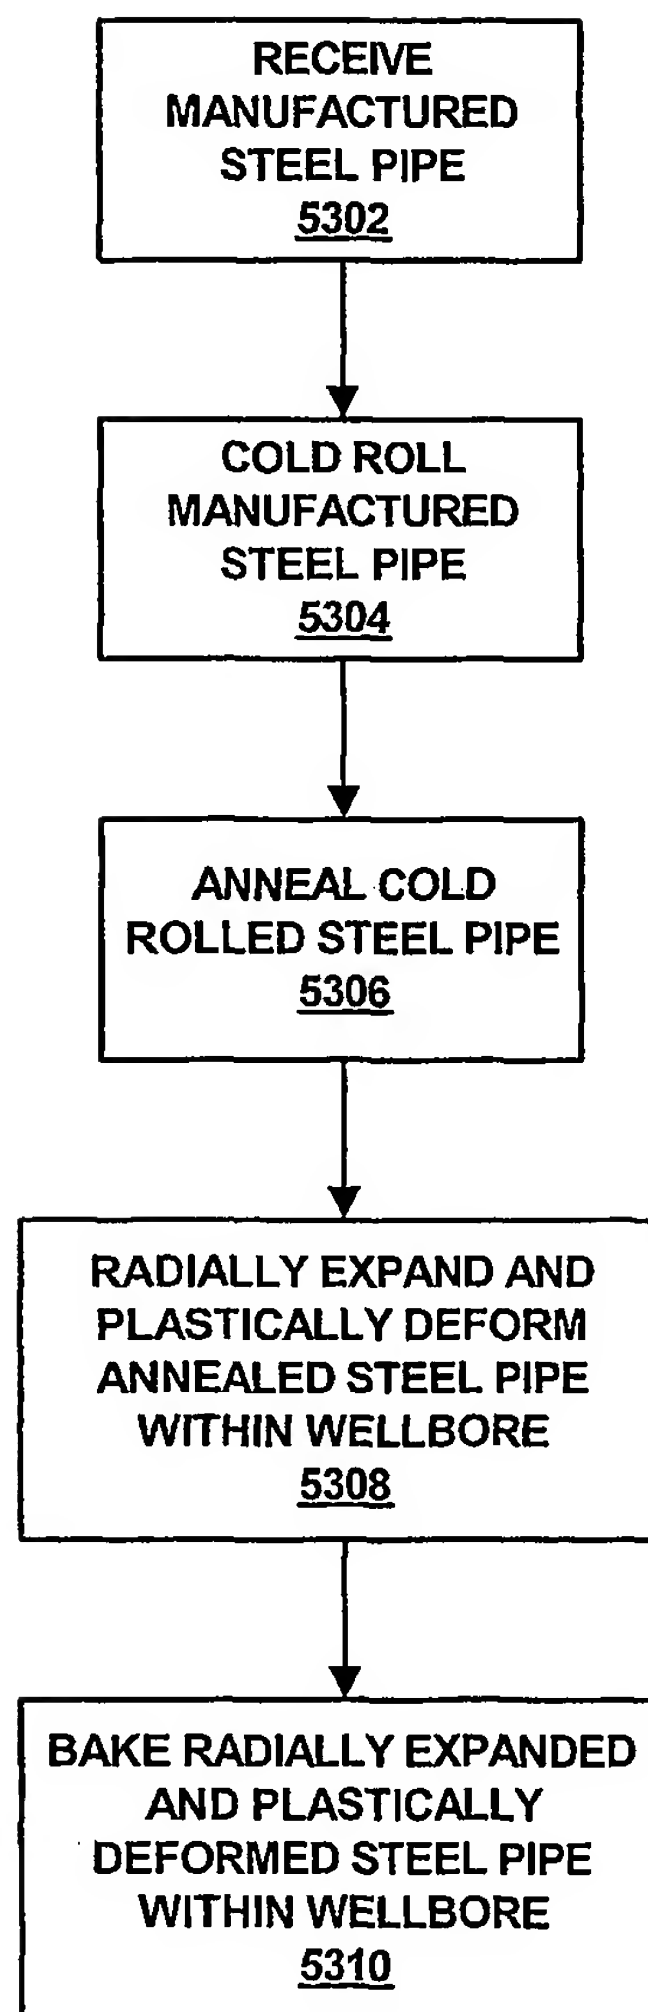 RECEIVE
MANUFACTURED
STEEL PIPE
5302
COLD ROLL
MANUFACTURED
STEEL PIPE
5304
ANNEAL COLD
ROLLED STEEL PIPE
5306
RADIALLY EXPAND AND
PLASTICALLY DEFORM
ANNEALED STEEL PIPE
WITHIN WELLBORE
5308
BAKE RADIALLY EXPANDED
AND PLASTICALLY
DEFORMED STEEL PIPE
WITHIN WELLBORE
5310